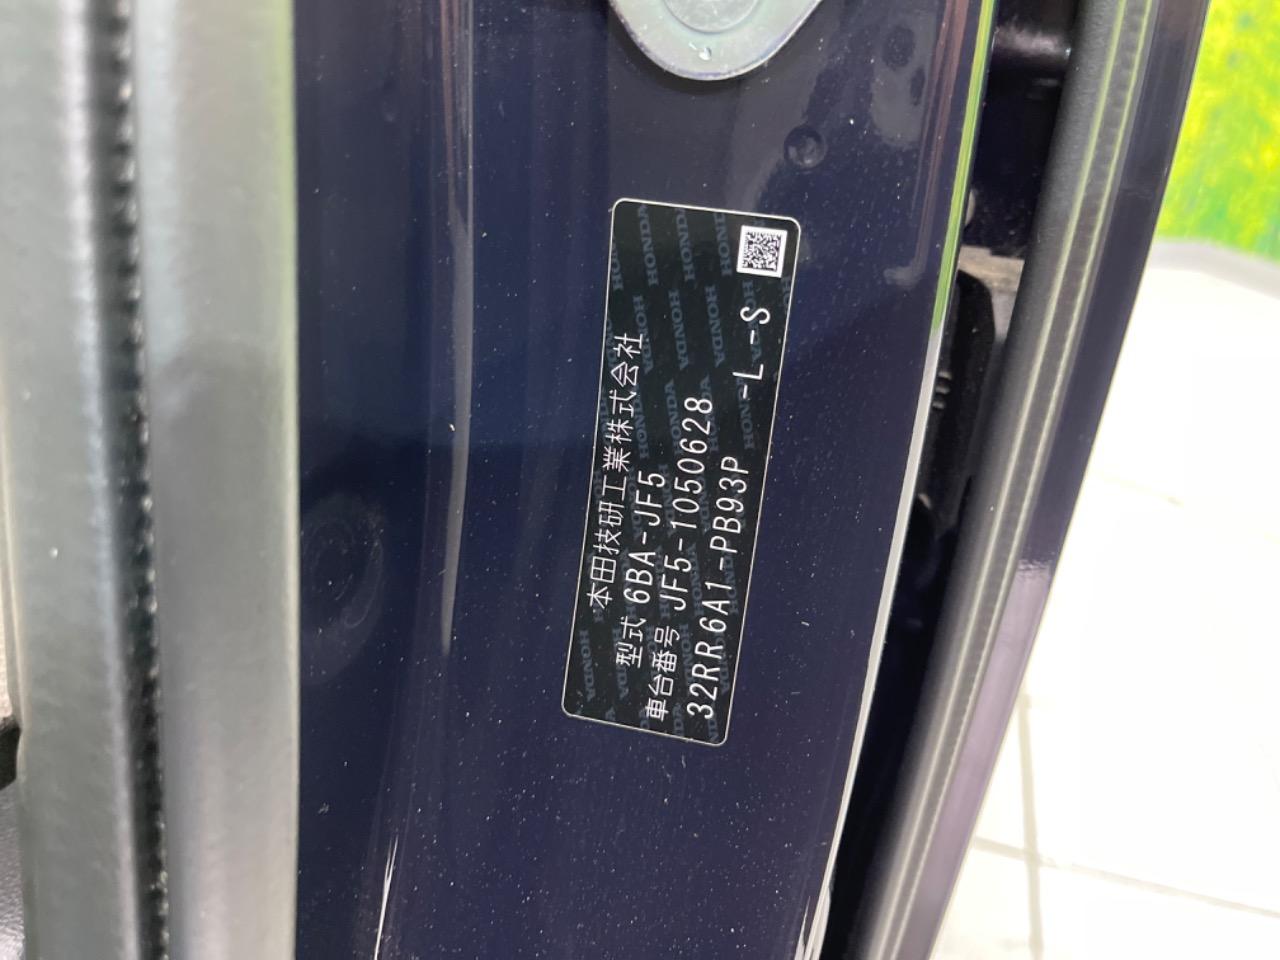 本田技研工業株式会社
型式 6BA-JF5
車台番号 JF5-1050628
32RR6A1-PB93P -L-S